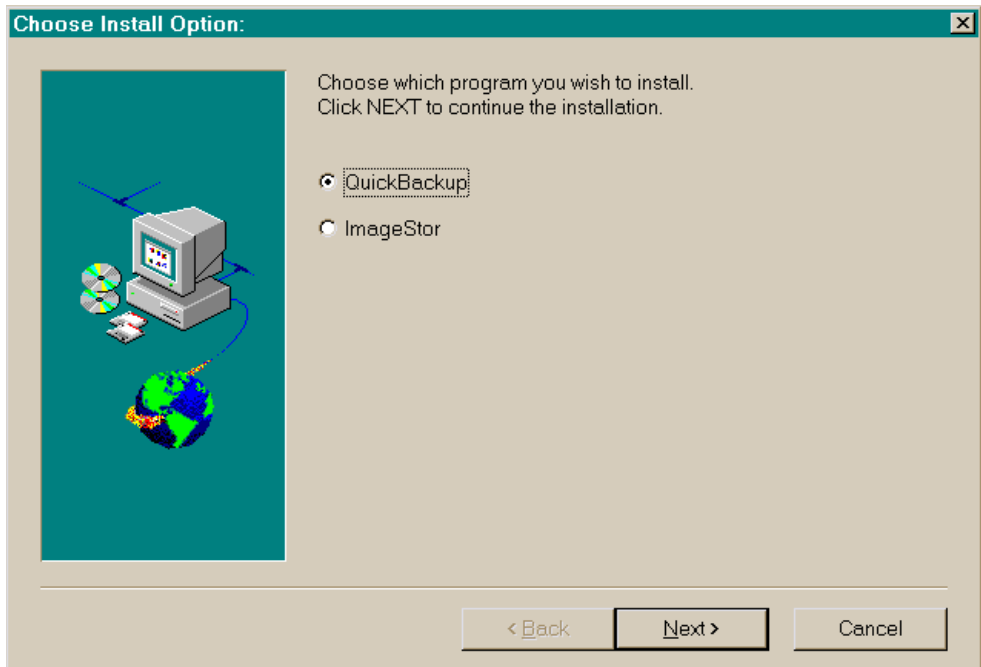 Choose Install Option:
Choose which program you wish to install.
Click NEXT to continue the installation.
QuickBackup
ImageStor
< Back
Next >
Cancel